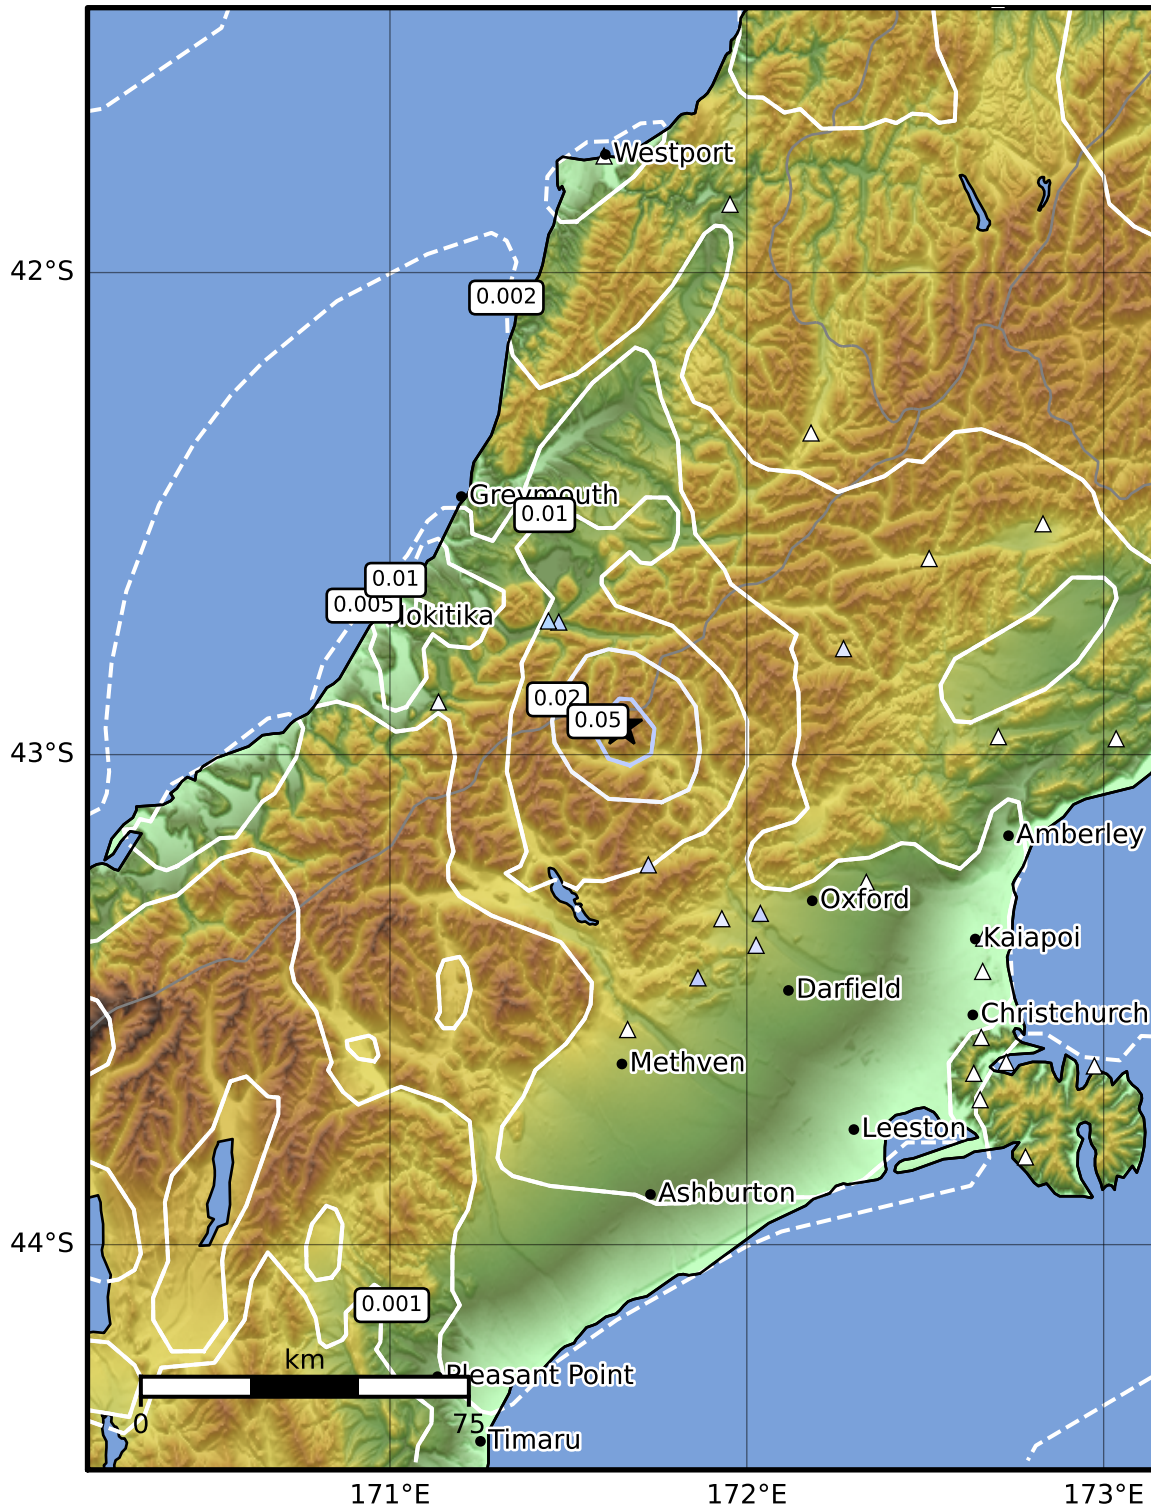 Westport
42°S
0.002
Greymouth
0.01
0.01
0.005
Hokitika
0.02
0.05
43°S
Amberley
Oxford
Kaiapoi
Darfield
Christchurch
Methven
Leeston
Ashburton
44°S
0.001
km
Pleasant Point
0
75
Timaru
171°E
172°E
173°E